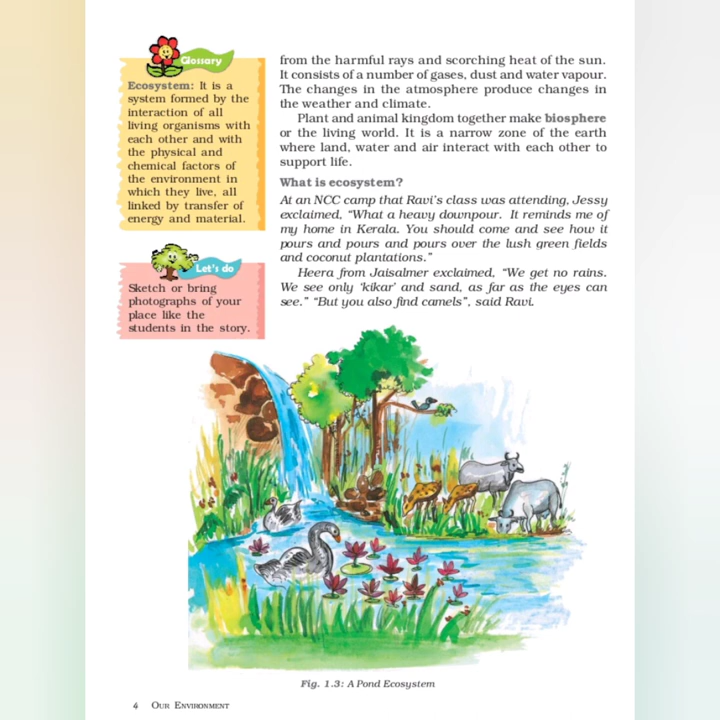 Glossary
Ecosystem: It is a
system formed by the
interaction of all
living organisms with
each other and with
the physical and
chemical factors of
the environment in
which they live, all
linked by transfer of
energy and material.
Let's do
Sketch or bring
photographs of your
place like the
students in the story.
from the harmful rays and scorching heat of the sun.
It consists of a number of gases, dust and water vapour.
The changes in the atmosphere produce changes in
the weather and climate.
Plant and animal kingdom together make biosphere
or the living world. It is a narrow zone of the earth
where land, water and air interact with each other to
support life.
What is ecosystem?
At an NCC camp that Ravi's class was attending, Jessy
exclaimed, “What a heavy downpour. It reminds me of
my home in Kerala. You should come and see how it
pours and pours and pours over the lush green fields
and coconut plantations.”
Heera from Jaisalmer exclaimed, “We get no rains.
We see only ‘kikar’ and sand, as far as the eyes can
see.” “But you also find camels”, said Ravi.
Fig. 1.3: A Pond Ecosystem
4 OUR ENVIRONMENT